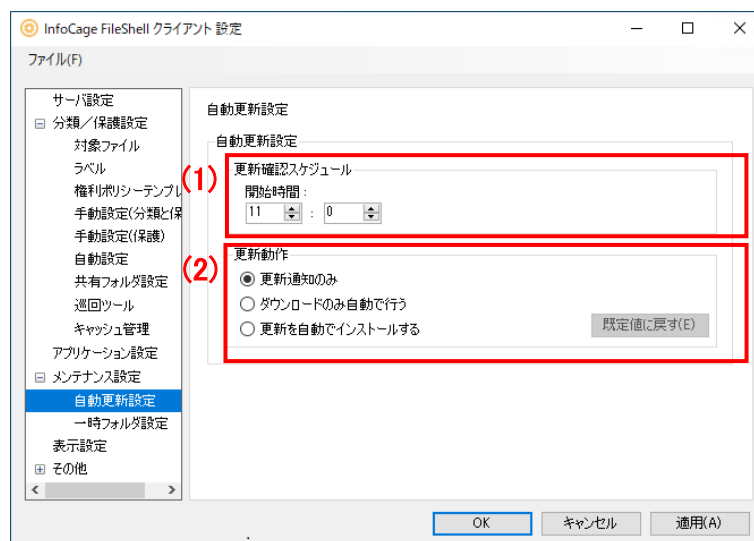 InfoCage FileShell クライアント 設定
ファイル(F)
サーバ設定
分類/保護設定
対象ファイル
ラベル
権利ポリシーテンプレ
手動設定(分類と保
手動設定(保護)
自動設定
共有フォルダ設定
巡回ツール
キャッシュ管理
アプリケーション設定
メンテナンス設定
自動更新設定
一時フォルダ設定
表示設定
その他
自動更新設定
自動更新設定
(1)
更新確認スケジュール
開始時間:
11 : 0
(2)
更新動作
更新通知のみ
ダウンロードのみ自動で行う
更新を自動でインストールする
既定値に戻す(E)
OK キャンセル 適用(A)